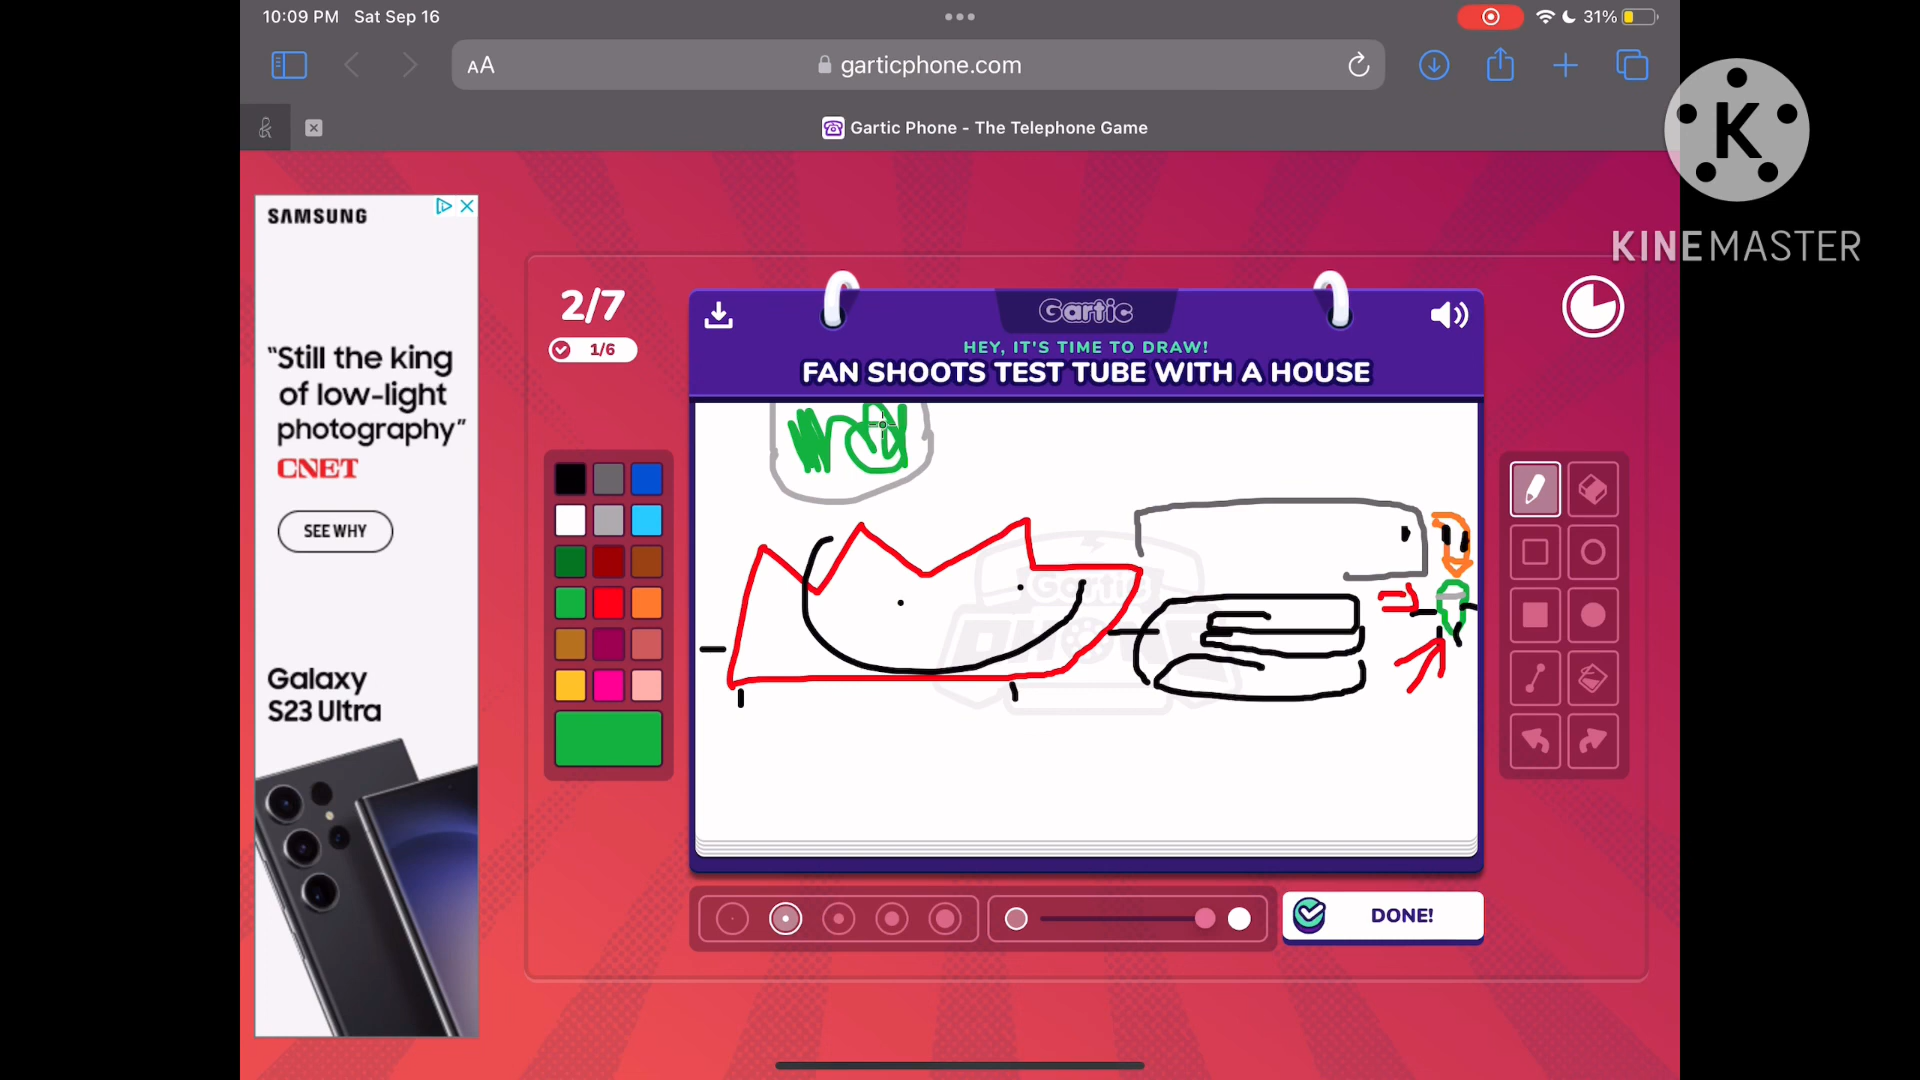 10:09 PM Sat Sep 16
31%
AA
garticphone.com
Gartic Phone - The Telephone Game
K
KINEMASTER
SAMSUNG
"Still the king
of low-light
photography"
CNET
SEE WHY
Galaxy
S23 Ultra
2/7
1/6
Gartic
HEY, IT'S TIME TO DRAW!
FAN SHOOTS TEST TUBE WITH A HOUSE
Gartic
PHONE
DONE!